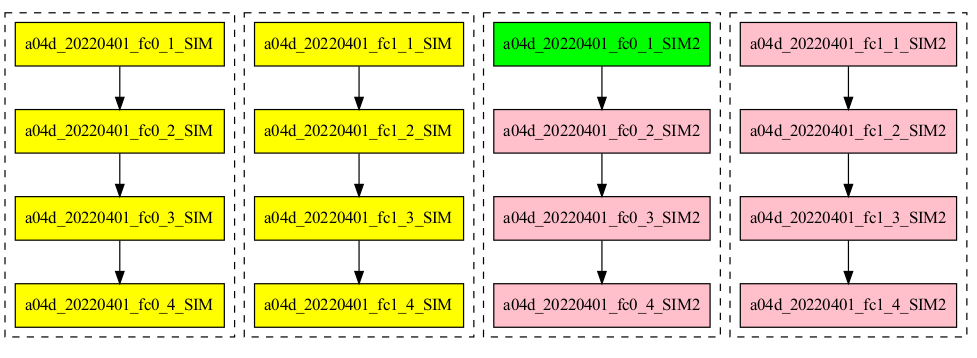 a04d_20220401_fc0_1_SIM
a04d_20220401_fc0_2_SIM
a04d_20220401_fc0_3_SIM
a04d_20220401_fc0_4_SIM
a04d_20220401_fc1_1_SIM
a04d_20220401_fc1_2_SIM
a04d_20220401_fc1_3_SIM
a04d_20220401_fc1_4_SIM
a04d_20220401_fc0_1_SIM2
a04d_20220401_fc0_2_SIM2
a04d_20220401_fc0_3_SIM2
a04d_20220401_fc0_4_SIM2
a04d_20220401_fc1_1_SIM2
a04d_20220401_fc1_2_SIM2
a04d_20220401_fc1_3_SIM2
a04d_20220401_fc1_4_SIM2